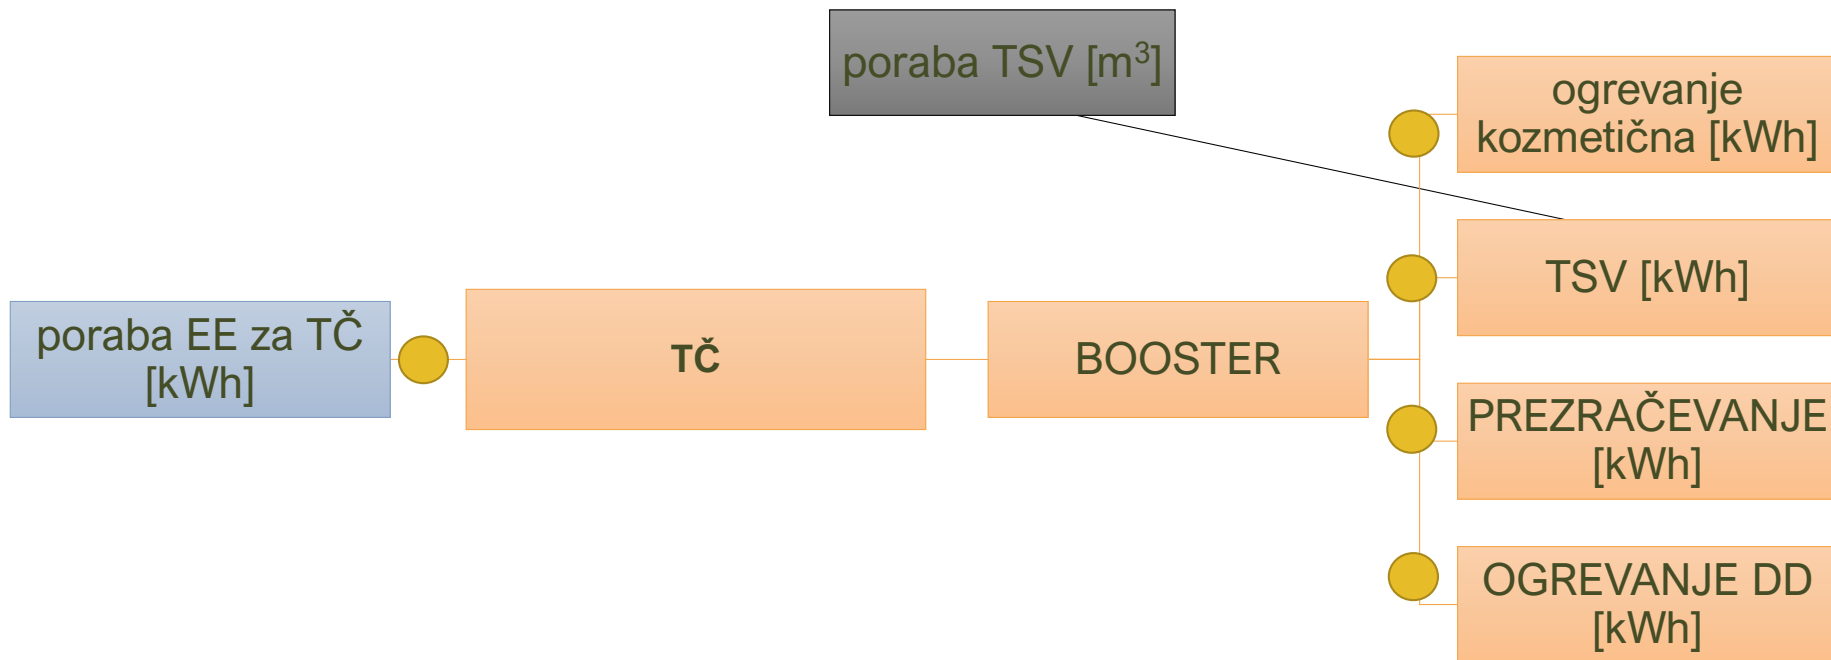 poraba TSV [m³]
ogrevanje
kozmetična [kWh]
TSV [kWh]
poraba EE za TČ
[kWh]
TČ
BOOSTER
PREZRAČEVANJE
[kWh]
OGREVANJE DD
[kWh]